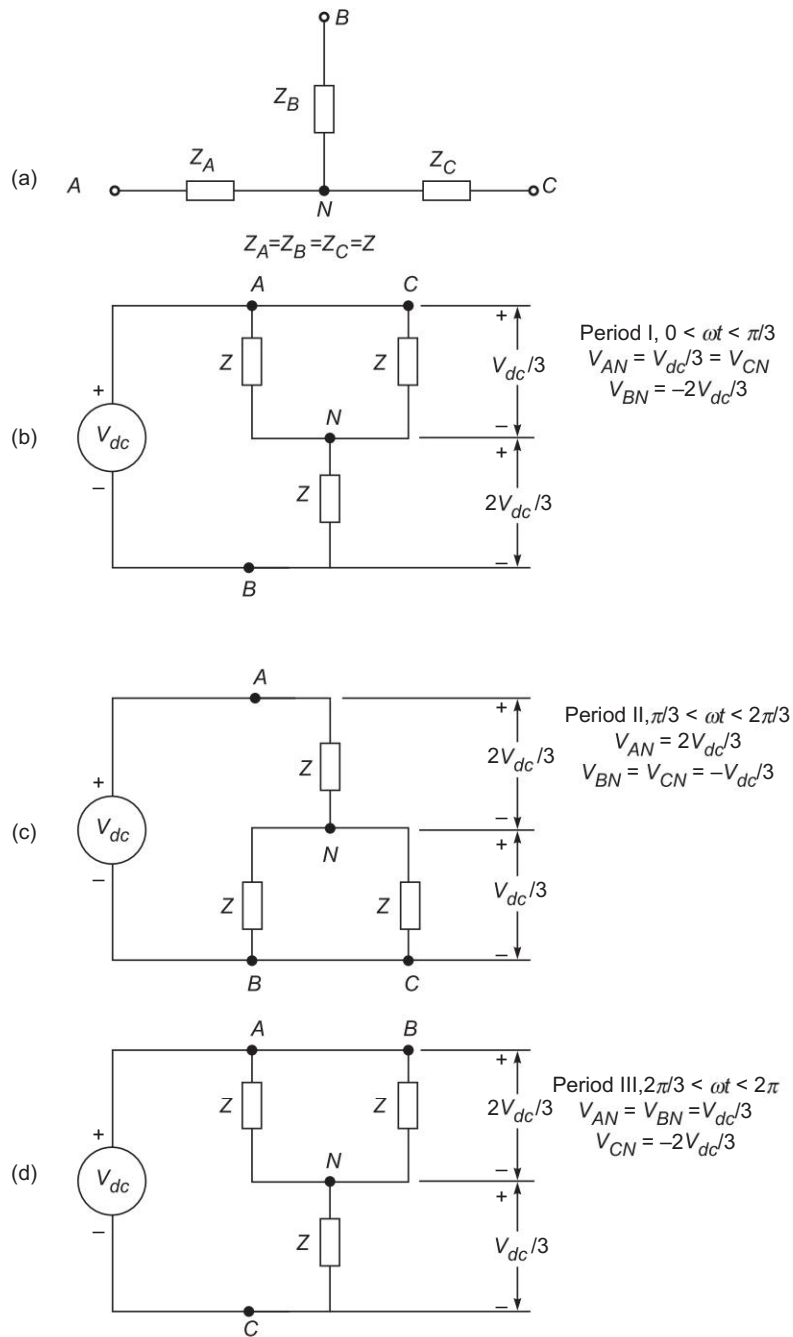 B
Z_B
Z_A
Z_C
(a)
A
N
C
Z_A=Z_B=Z_C=Z
A
C
+
Period I, 0 < ωt < π/3
V_AN = V_dc/3 = V_CN
V_BN = –2V_dc/3
Z
Z
V_dc/3
+
N
–
(b)
V_dc
+
–
Z
2V_dc/3
–
B
A
+
Period II,π/3 < ωt < 2π/3
V_AN = 2V_dc/3
V_BN = V_CN = –V_dc/3
Z
2V_dc/3
+
–
(c)
V_dc
N
+
–
Z
Z
V_dc/3
–
B
C
A
B
+
Period III,2π/3 < ωt < 2π
V_AN = V_BN =V_dc/3
V_CN = –2V_dc/3
Z
Z
2V_dc/3
+
N
–
(d)
V_dc
+
–
Z
V_dc/3
–
C